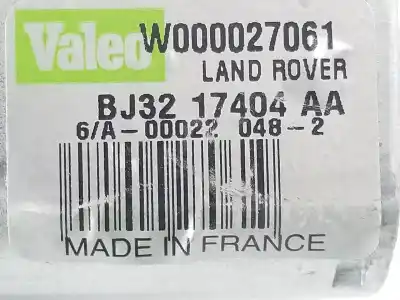 Valeo W000027061
LAND ROVER
BJ32 17404 AA
6/A-00022 048-2
MADE IN FRANCE